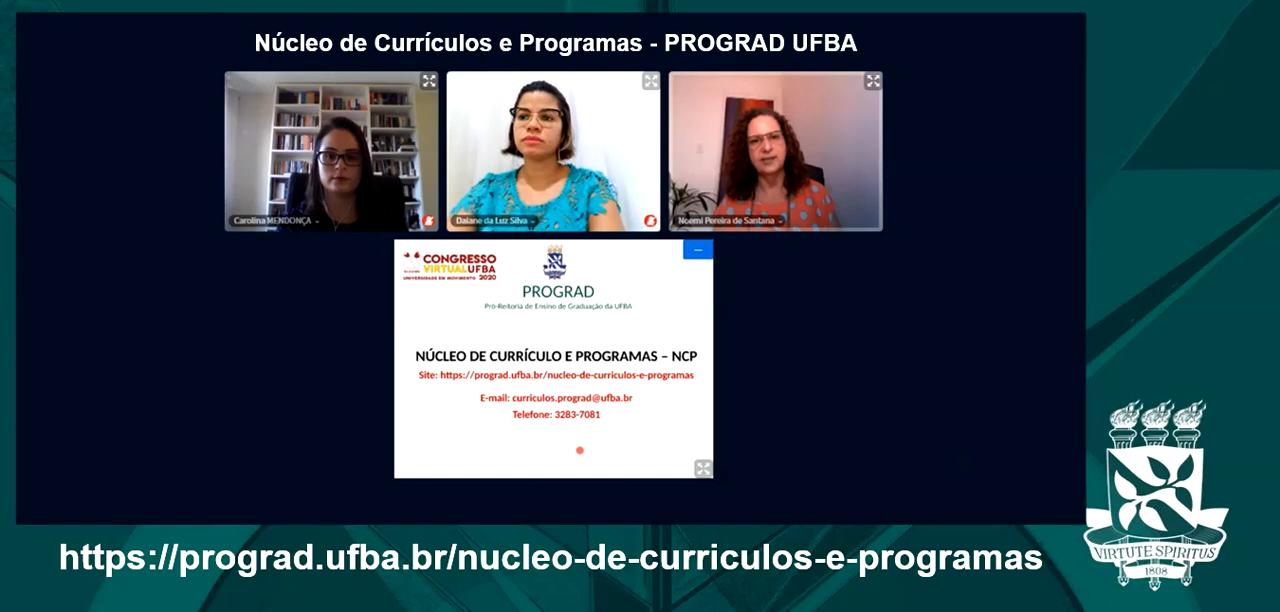 Núcleo de Currículos e Programas - PROGRAD UFBA
Carolina MENDONÇA
Daiane da Luz Silva
Noemi Pereira de Santana
CONGRESSO
VIRTUAL UFBA
UNIVERSIDADE EM MOVIMENTO 2020
PROGRAD
Pró-Reitoria de Ensino de Graduação da UFBA
NÚCLEO DE CURRÍCULO E PROGRAMAS – NCP
Site: https://prograd.ufba.br/nucleo-de-curriculos-e-programas
E-mail: curriculos.prograd@ufba.br
Telefone: 3283-7081
https://prograd.ufba.br/nucleo-de-curriculos-e-programas
VIRTUTE SPIRITUS
1808